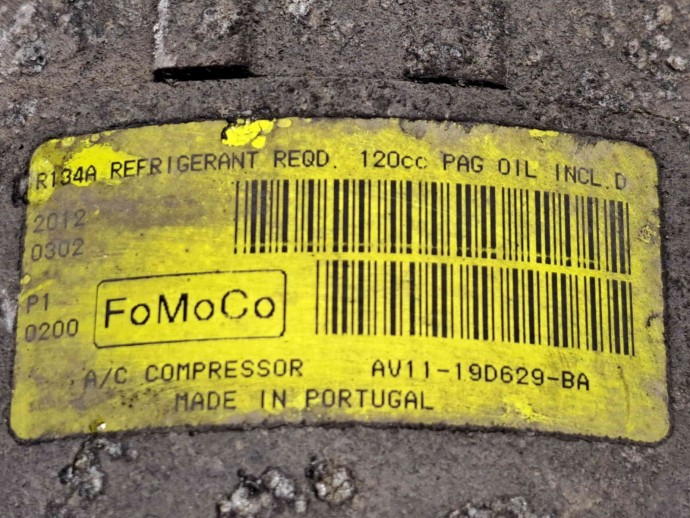 R134A REFRIGERANT REQD. 120cc PAG OIL INCL.D
2012
0302
P1
0200
FoMoCo
A/C COMPRESSOR AV11-19D629-BA
MADE IN PORTUGAL